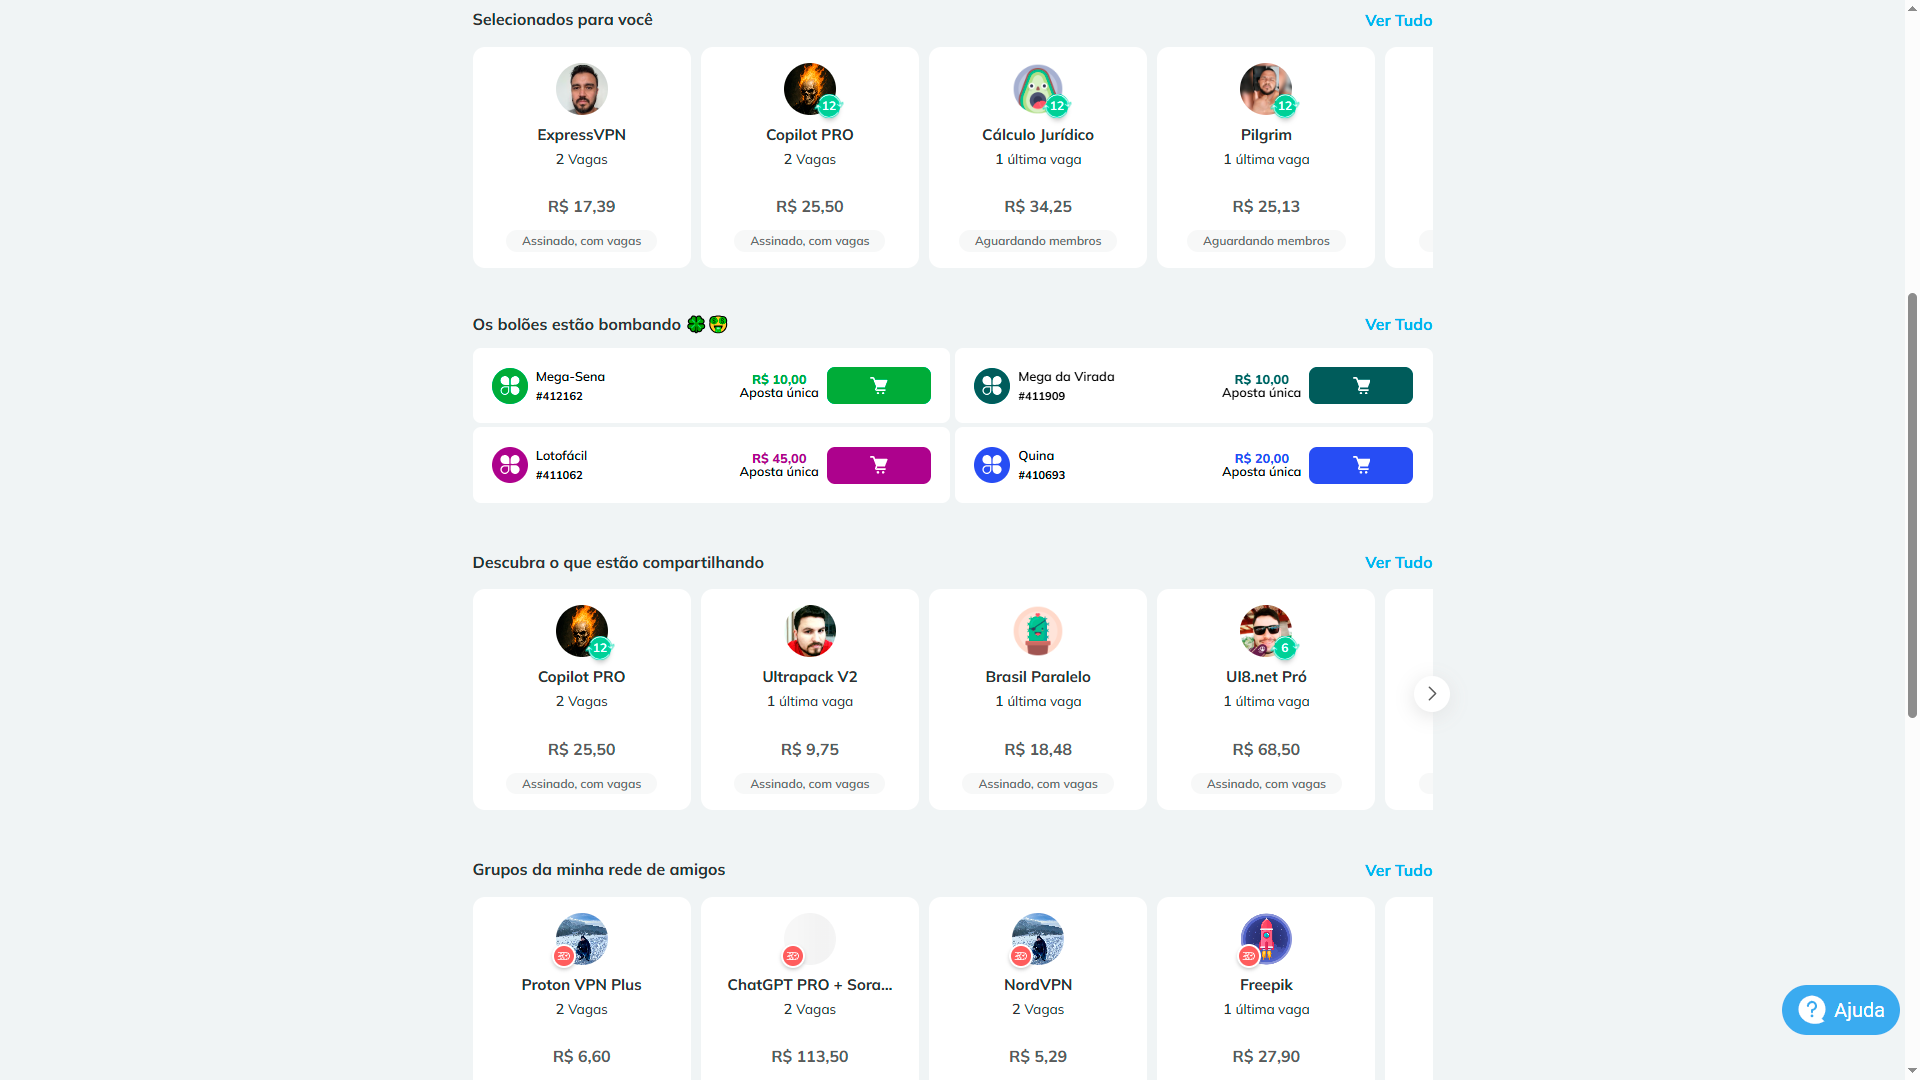 Selecionados para você
Ver Tudo
12
12
12
ExpressVPN
Copilot PRO
Cálculo Jurídico
Pilgrim
2 Vagas
2 Vagas
1 última vaga
1 última vaga
R$ 17,39
R$ 25,50
R$ 34,25
R$ 25,13
Assinado, com vagas
Assinado, com vagas
Aguardando membros
Aguardando membros
Os bolões estão bombando
Ver Tudo
Mega-Sena
#412162
R$ 10,00
Aposta única
Mega da Virada
#411909
R$ 10,00
Aposta única
Lotofácil
#411062
R$ 45,00
Aposta única
Quina
#410693
R$ 20,00
Aposta única
Descubra o que estão compartilhando
Ver Tudo
12
6
Copilot PRO
Ultrapack V2
Brasil Paralelo
UI8.net Pró
2 Vagas
1 última vaga
1 última vaga
1 última vaga
R$ 25,50
R$ 9,75
R$ 18,48
R$ 68,50
Assinado, com vagas
Assinado, com vagas
Assinado, com vagas
Assinado, com vagas
Grupos da minha rede de amigos
Ver Tudo
Proton VPN Plus
ChatGPT PRO + Sora...
NordVPN
Freepik
2 Vagas
2 Vagas
2 Vagas
1 última vaga
R$ 6,60
R$ 113,50
R$ 5,29
R$ 27,90
? Ajuda